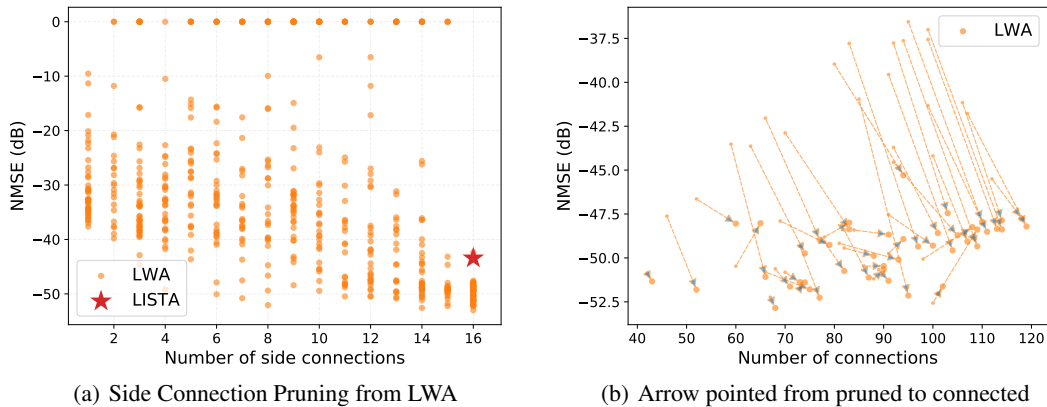 0
−10
−20
−30
−40
−50
NMSE (dB)
2 4 6 8 10 12 14 16
Number of side connections
LWA
LISTA
(a) Side Connection Pruning from LWA
−37.5
−40.0
−42.5
−45.0
−47.5
−50.0
−52.5
NMSE (dB)
40 50 60 70 80 90 100 110 120
Number of connections
LWA
(b) Arrow pointed from pruned to connected